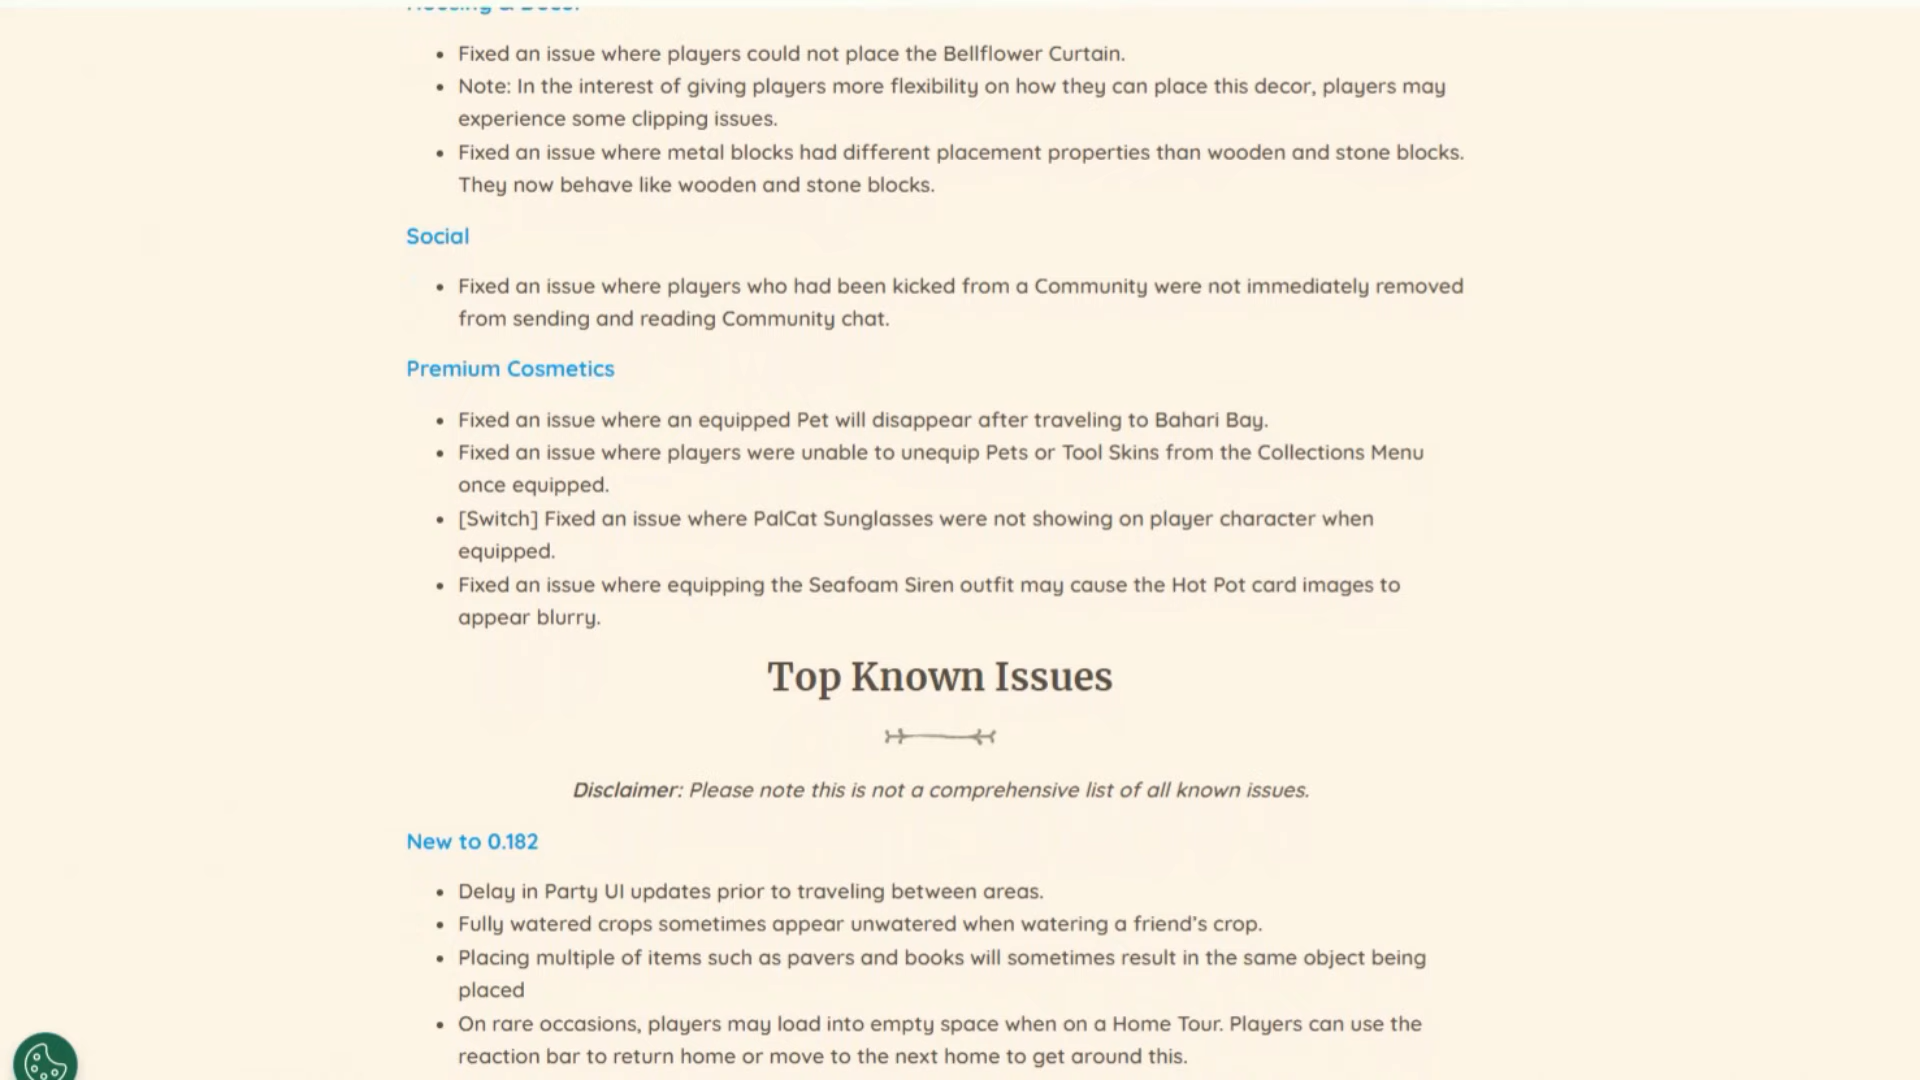 Housing & Decor
Fixed an issue where players could not place the Bellflower Curtain.
Note: In the interest of giving players more flexibility on how they can place this decor, players may
experience some clipping issues.
Fixed an issue where metal blocks had different placement properties than wooden and stone blocks.
They now behave like wooden and stone blocks.
Social
Fixed an issue where players who had been kicked from a Community were not immediately removed
from sending and reading Community chat.
Premium Cosmetics
Fixed an issue where an equipped Pet will disappear after traveling to Bahari Bay.
Fixed an issue where players were unable to unequip Pets or Tool Skins from the Collections Menu
once equipped.
[Switch] Fixed an issue where PalCat Sunglasses were not showing on player character when
equipped.
Fixed an issue where equipping the Seafoam Siren outfit may cause the Hot Pot card images to
appear blurry.
Top Known Issues
Disclaimer: Please note this is not a comprehensive list of all known issues.
New to 0.182
Delay in Party UI updates prior to traveling between areas.
Fully watered crops sometimes appear unwatered when watering a friend's crop.
Placing multiple of items such as pavers and books will sometimes result in the same object being
placed
On rare occasions, players may load into empty space when on a Home Tour. Players can use the
reaction bar to return home or move to the next home to get around this.